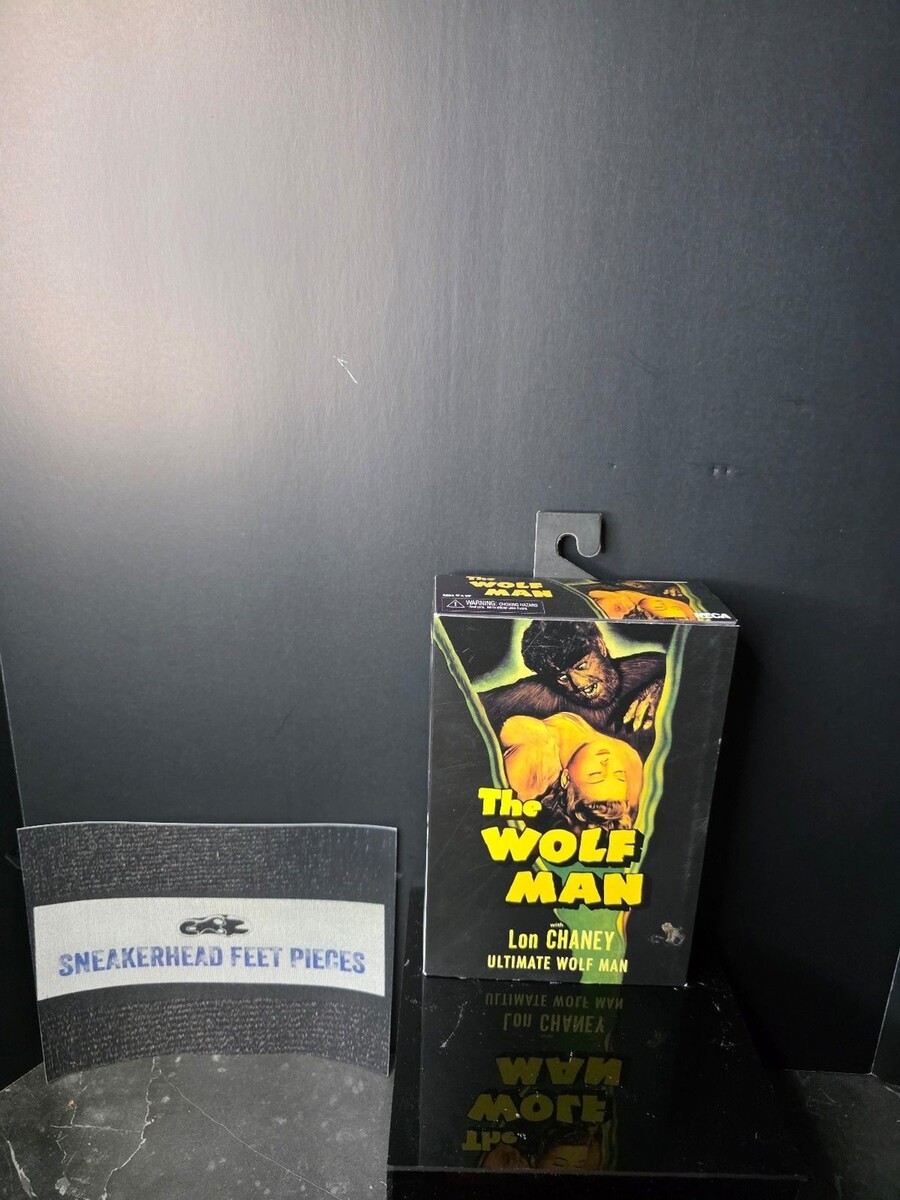 The
WOLF
MAN
WARNING: CHOKING HAZARD
NECA
The
WOLF
MAN
with
Lon CHANEY
ULTIMATE WOLF MAN
SNEAKERHEAD FEET PIECES